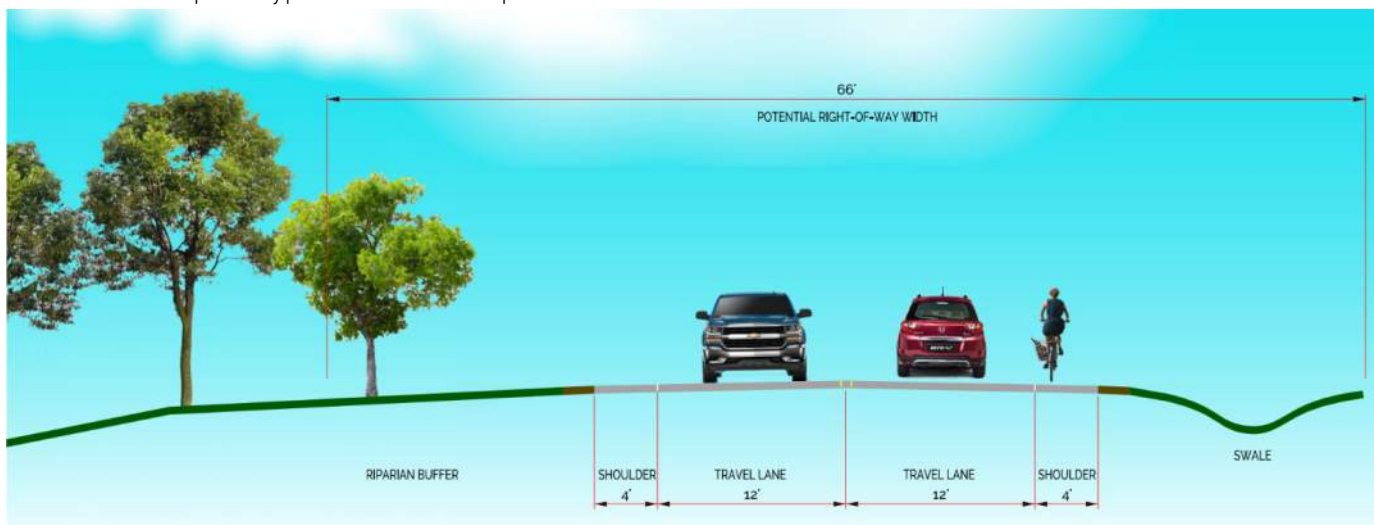 66'
POTENTIAL RIGHT-OF-WAY WIDTH
RIPARIAN BUFFER
SHOULDER
4'
TRAVEL LANE
12'
TRAVEL LANE
12'
SHOULDER
4'
SWALE